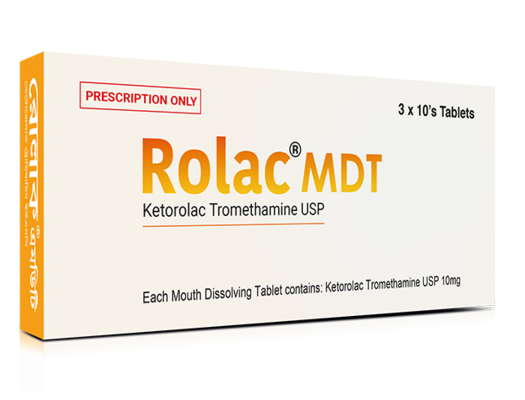 PRESCRIPTION ONLY
3 x 10's Tablets
Rolac® MDT
Ketorolac Tromethamine USP
Each Mouth Dissolving Tablet contains: Ketorolac Tromethamine USP 10mg
রোলাক® এমডিটি